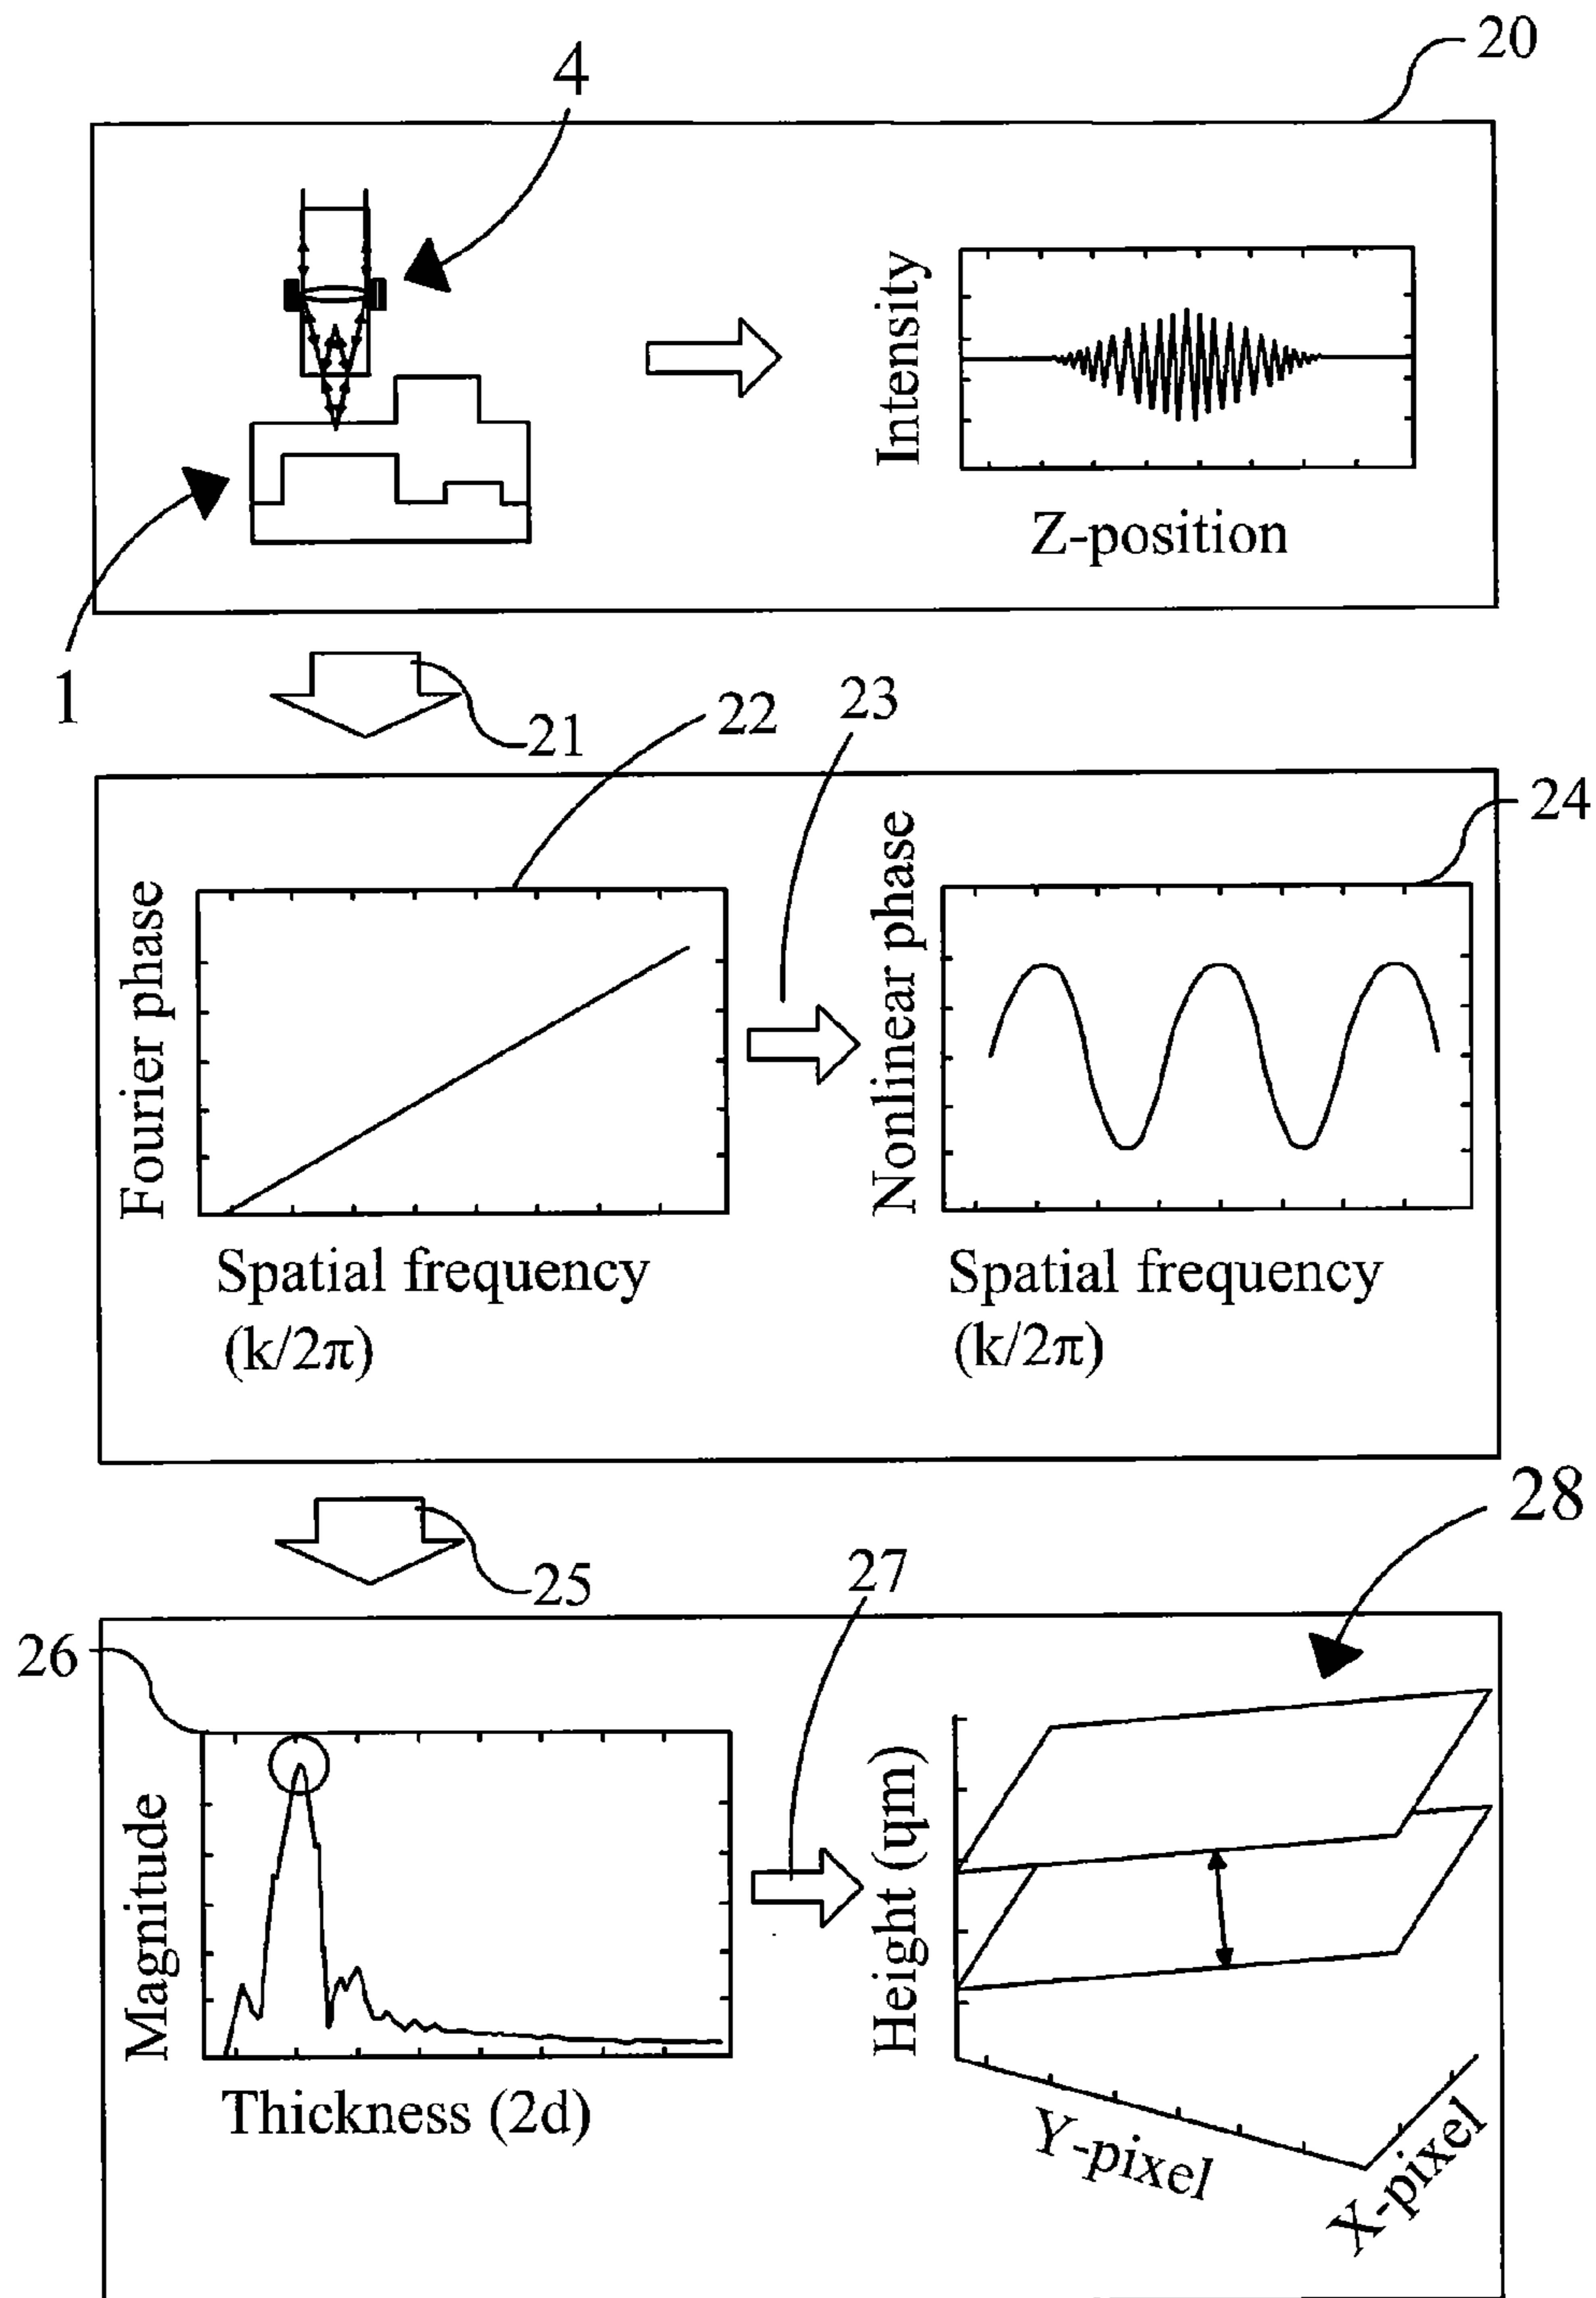 20
4
Intensity
Z-position
1
21
22
23
24
Fourier phase
Nonlinear phase
Spatial frequency
(k/2π)
Spatial frequency
(k/2π)
25
28
27
26
Magnitude
Height (ɥm)
Thickness (2d)
Y-pixel
X-pixel